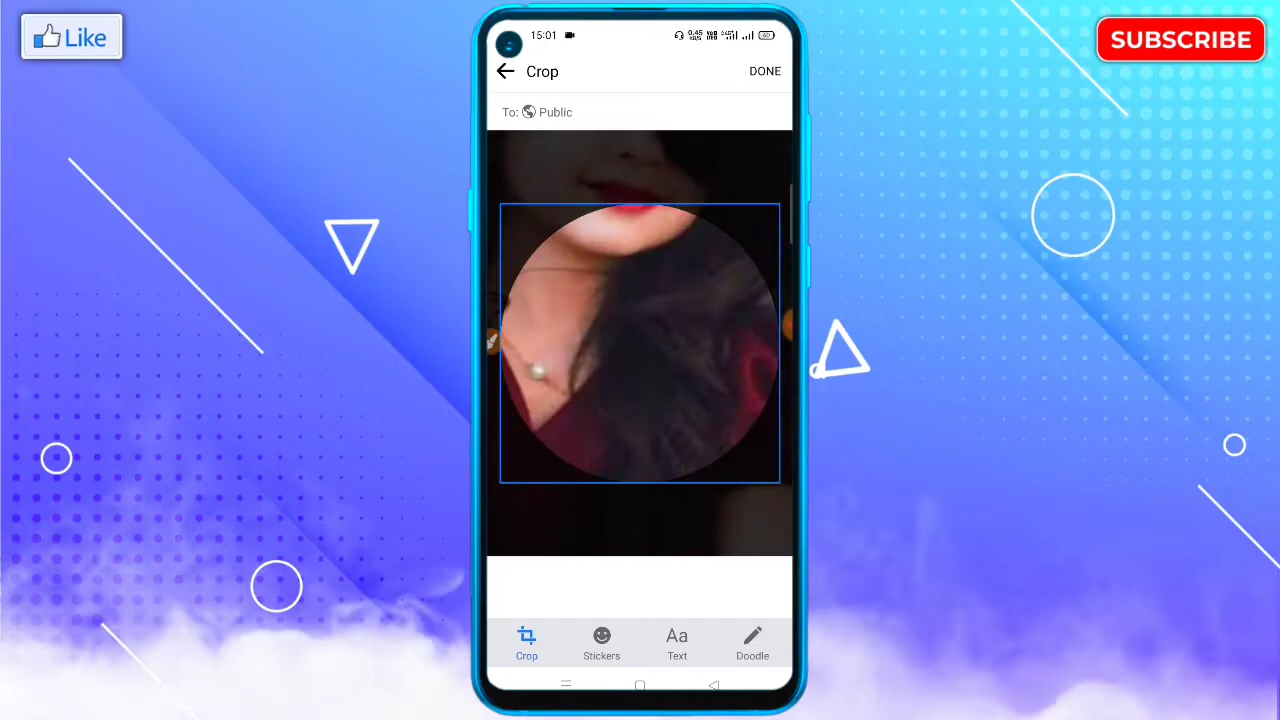 Like
SUBSCRIBE
15:01
Crop
DONE
To: Public
Crop
Stickers
Text
Aa
Doodle